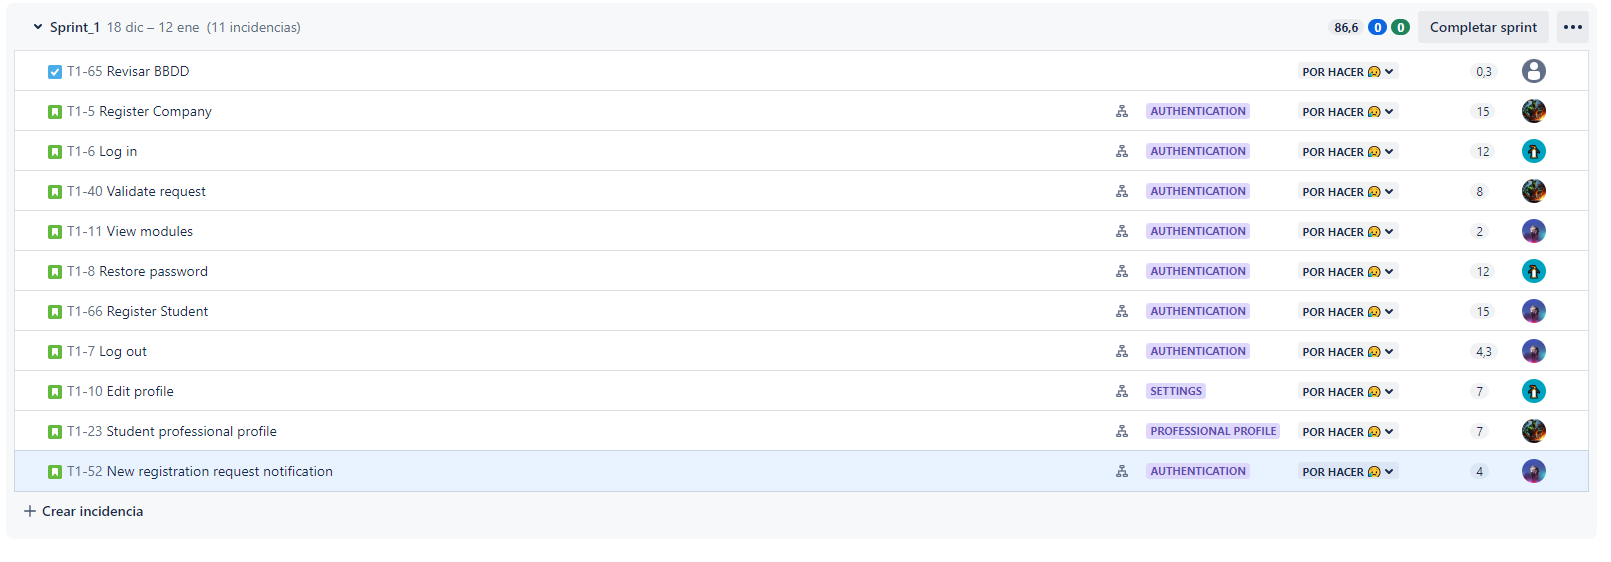 Sprint_1 18 dic – 12 ene (11 incidencias) 86,6 0 0 Completar sprint
T1-65 Revisar BBDD POR HACER 😥 0,3
T1-5 Register Company AUTHENTICATION POR HACER 😥 15
T1-6 Log in AUTHENTICATION POR HACER 😥 12
T1-40 Validate request AUTHENTICATION POR HACER 😥 8
T1-11 View modules AUTHENTICATION POR HACER 😥 2
T1-8 Restore password AUTHENTICATION POR HACER 😥 12
T1-66 Register Student AUTHENTICATION POR HACER 😥 15
T1-7 Log out AUTHENTICATION POR HACER 😥 4,3
T1-10 Edit profile SETTINGS POR HACER 😥 7
T1-23 Student professional profile PROFESSIONAL PROFILE POR HACER 😥 7
T1-52 New registration request notification AUTHENTICATION POR HACER 😥 4
+ Crear incidencia